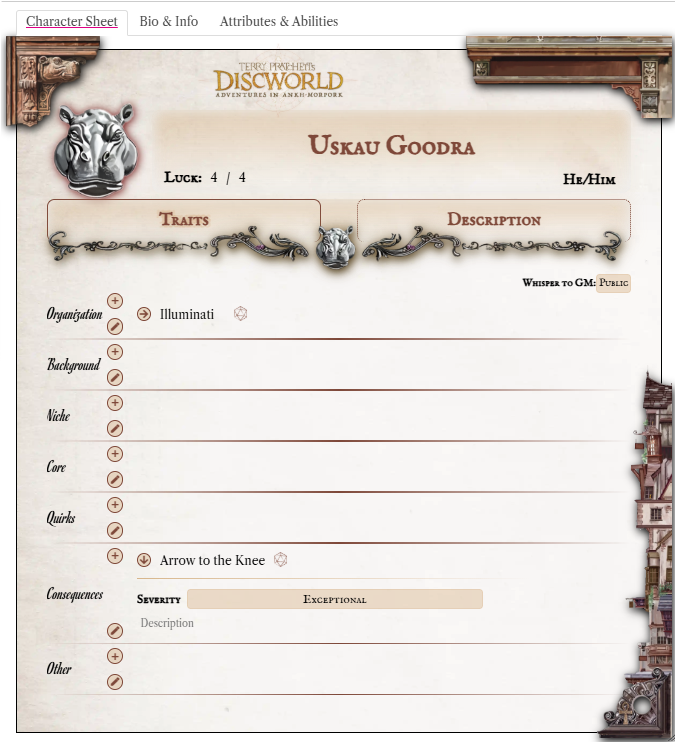 Character Sheet Bio & Info Attributes & Abilities
TERRY PRATCHETT'S
DISCWORLD
ADVENTURES IN ANKH-MORPORK
Uskau Goodra
Luck: 4 / 4
He/Him
Traits Description
Whisper to GM: Public
Organization Illuminati
Background
Niche
Core
Quirks
Consequences Arrow to the Knee
Severity Exceptional
Description
Other